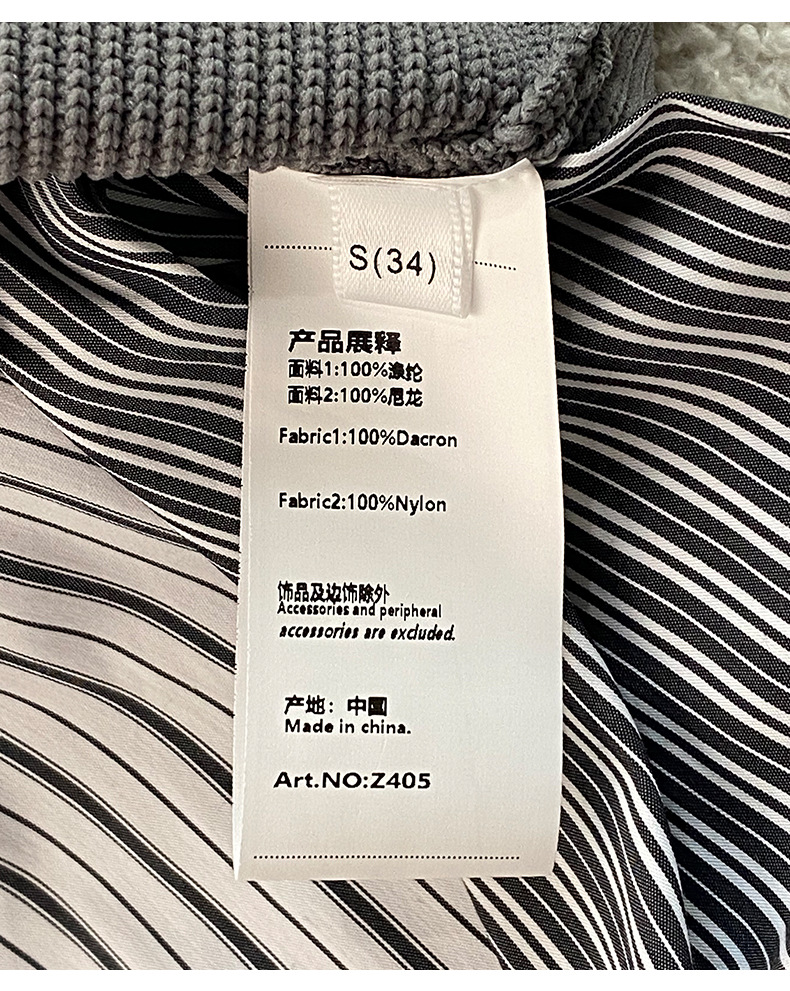 S(34)
产品展释
面料1:100%涤纶
面料2:100%尼龙
Fabric1:100%Dacron
Fabric2:100%Nylon
饰品及边饰除外
Accessories and peripheral
accessories are excluded.
产地：中國
Made in china.
Art.NO:Z405